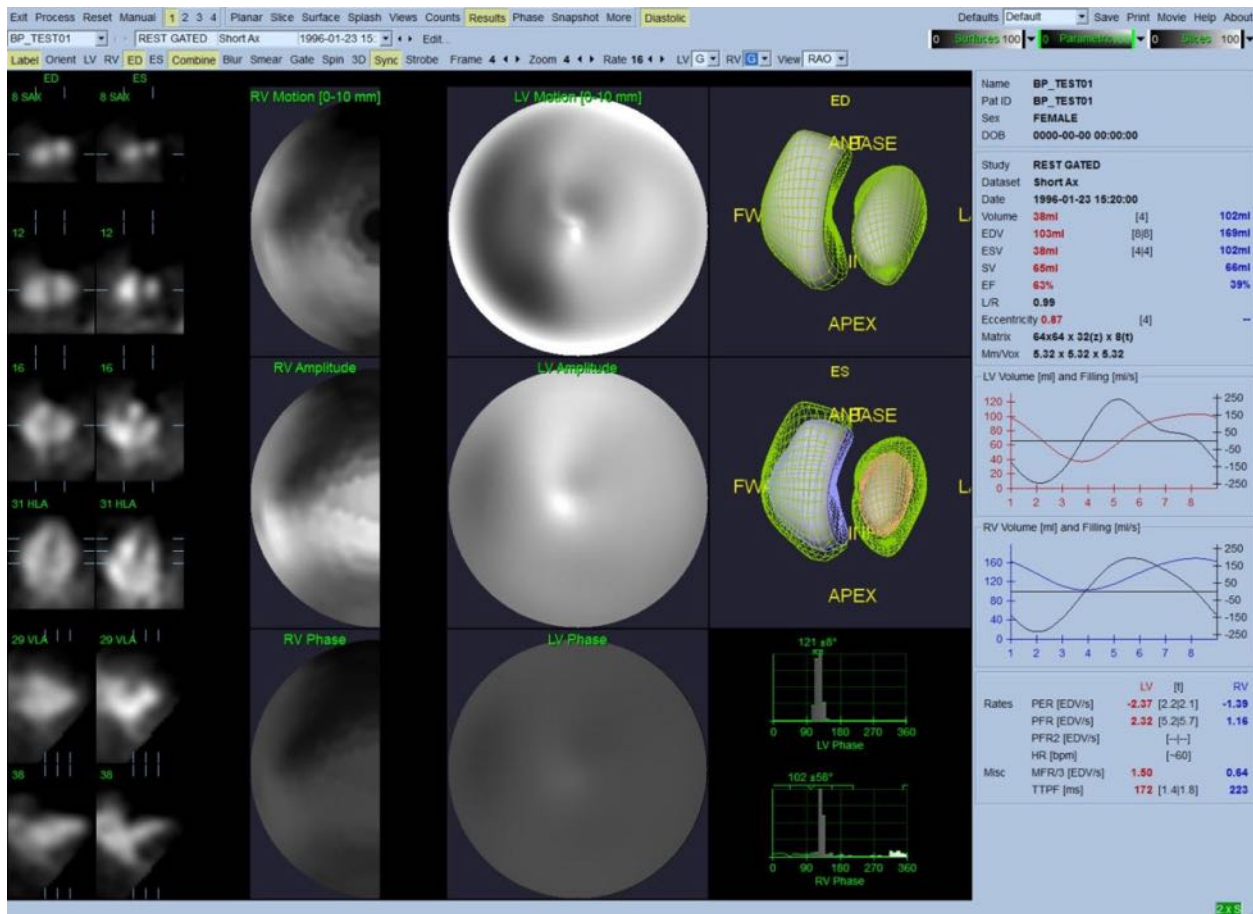 Exit Process Reset Manual 1 2 3 4 Planar Slice Surface Splash Views Counts Results Phase Snapshot More Diastolic Defaults Default Save Print Movie Help About
BP_TEST01 REST GATED Short Ax 1996-01-23 15: Edit... 0 Surfaces 100 0 Parametric 0 Slices 100
Label Orient LV RV ED ES Combine Blur Smear Gate Spin 3D Sync Strobe Frame 4 Zoom 4 Rate 16 LV G RV G View RAO
ED ES
8 SAX 8 SAX
12 12
16 16
31 HLA 31 HLA
29 VLA 29 VLA
38 38
RV Motion [0-10 mm] LV Motion [0-10 mm] ED
ANT BASE
FW
APEX
RV Amplitude LV Amplitude ES
ANT BASE
FW
APEX
RV Phase LV Phase
121 ±8°
0 90 180 270 360
LV Phase
102 ±56°
0 90 180 270 360
RV Phase
Name BP_TEST01
Pat ID BP_TEST01
Sex FEMALE
DOB 0000-00-00 00:00:00
Study REST GATED
Dataset Short Ax
Date 1996-01-23 15:20:00
Volume 38ml [4] 102ml
EDV 103ml [8|8] 169ml
ESV 38ml [4|4] 102ml
SV 65ml 66ml
EF 63% 39%
L/R 0.99
Eccentricity 0.87 [4] --
Matrix 64x64 x 32(z) x 8(t)
Mm/Vox 5.32 x 5.32 x 5.32
LV Volume [ml] and Filling [ml/s]
120 100 80 60 40 20 0
250 150 50 -50 -150 -250
1 2 3 4 5 6 7 8
RV Volume [ml] and Filling [ml/s]
160 120 80 40 0
250 150 50 -50 -150 -250
1 2 3 4 5 6 7 8
LV [t] RV
Rates PER [EDV/s] -2.37 [2.2|2.1] -1.39
PFR [EDV/s] 2.32 [5.2|5.7] 1.16
PFR2 [EDV/s] [--|--]
HR [bpm] [~60]
Misc MFR/3 [EDV/s] 1.50 0.64
TTPF [ms] 172 [1.4|1.8] 223
2 x S